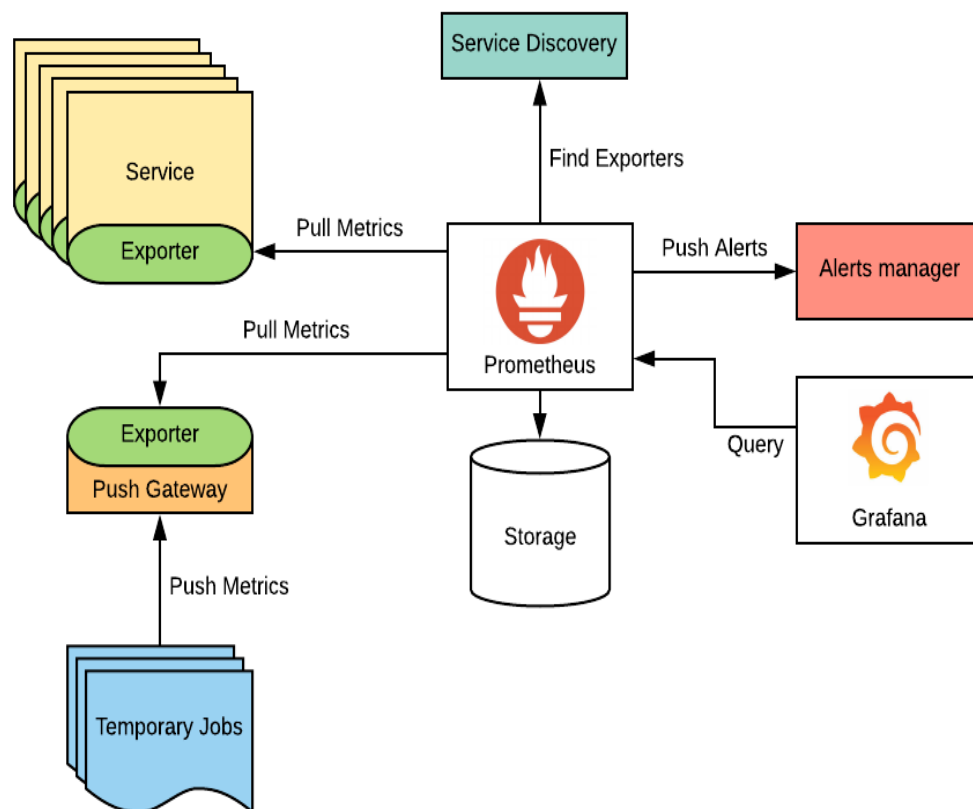 Service Discovery
Find Exporters
Service
Exporter
Pull Metrics
Prometheus
Push Alerts
Alerts manager
Pull Metrics
Exporter
Push Gateway
Push Metrics
Temporary Jobs
Storage
Query
Grafana